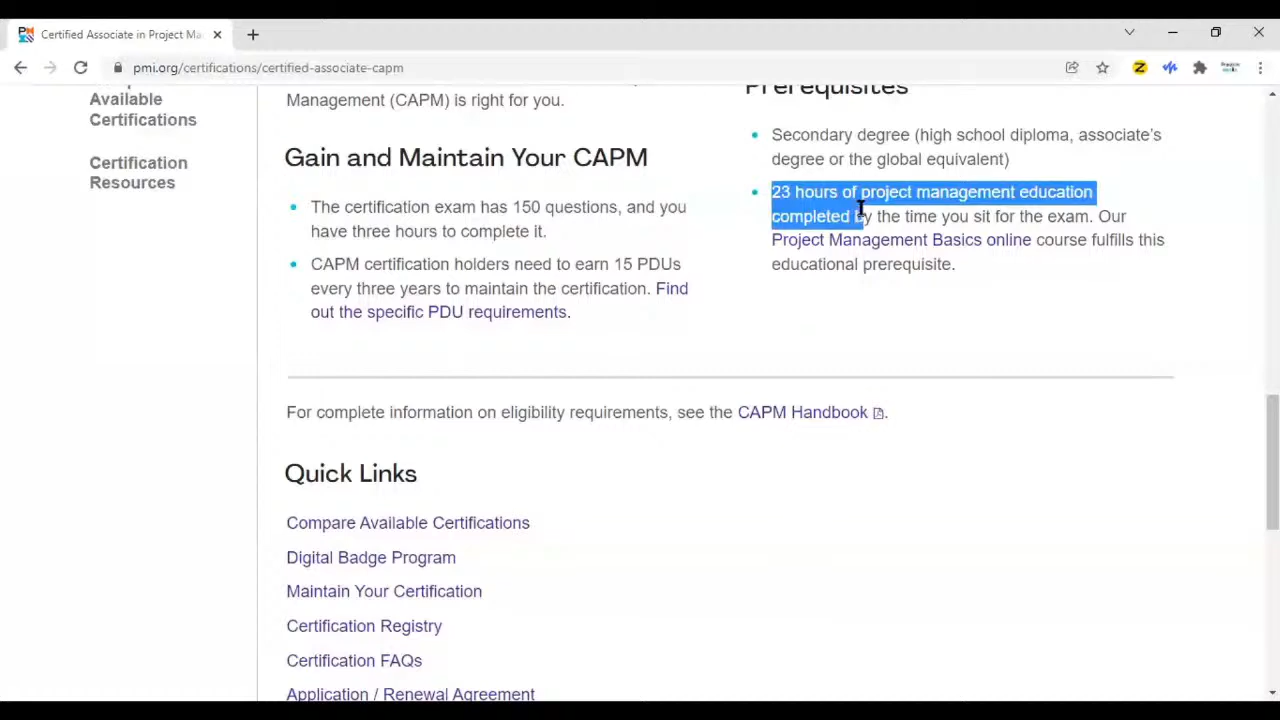 Certified Associate in Project Ma
pmi.org/certifications/certified-associate-capm
Available
Certifications
Certification
Resources
Management (CAPM) is right for you.
Gain and Maintain Your CAPM
The certification exam has 150 questions, and you
have three hours to complete it.
CAPM certification holders need to earn 15 PDUs
every three years to maintain the certification. Find
out the specific PDU requirements.
Prerequisites
Secondary degree (high school diploma, associate's
degree or the global equivalent)
23 hours of project management education
completed by the time you sit for the exam. Our
Project Management Basics online course fulfills this
educational prerequisite.
For complete information on eligibility requirements, see the CAPM Handbook.
Quick Links
Compare Available Certifications
Digital Badge Program
Maintain Your Certification
Certification Registry
Certification FAQs
Application / Renewal Agreement